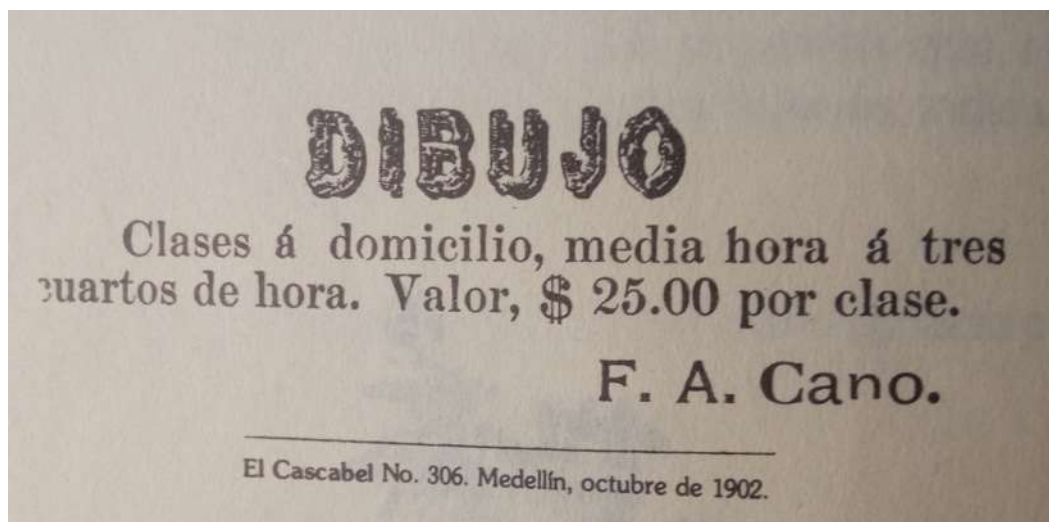 DIBUJO
Clases á domicilio, media hora á tres
cuartos de hora. Valor, $ 25.00 por clase.
F. A. Cano.
El Cascabel No. 306. Medellín, octubre de 1902.